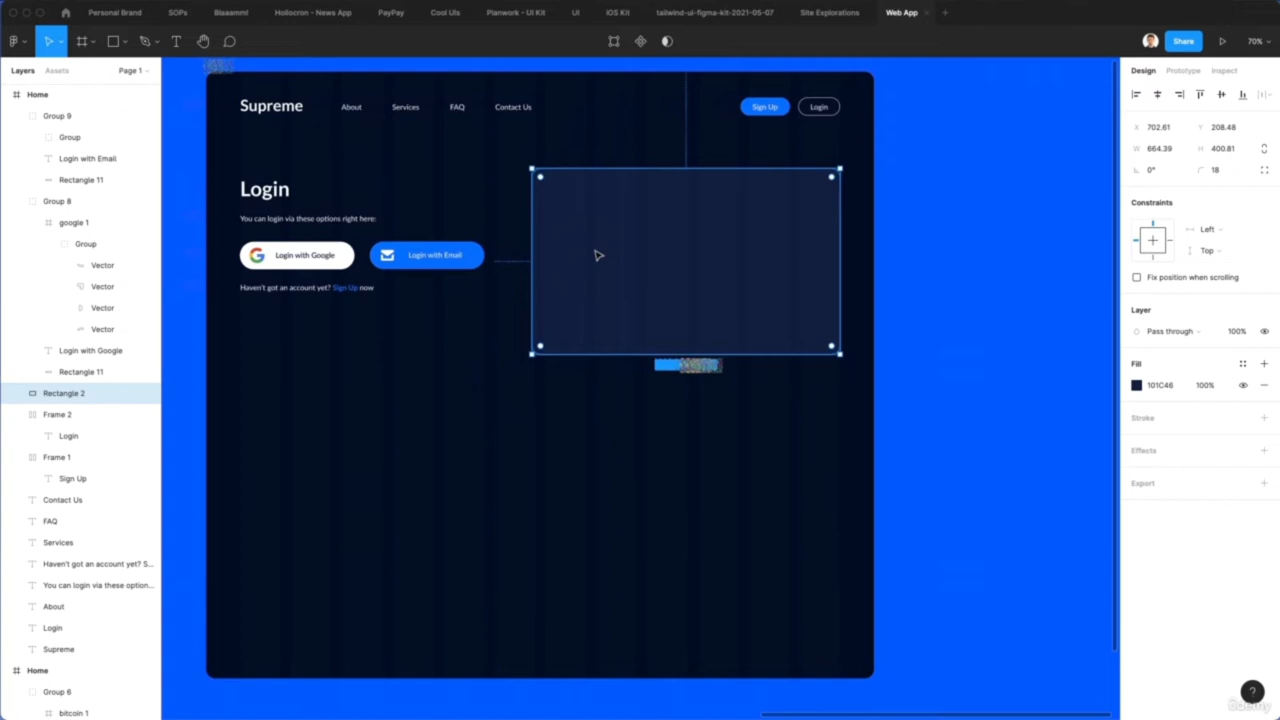 Personal Brand
SOPs
Blaaaml!
Hollocron - News App
PayPay
Cool UIs
Planwork - UI Kit
UI
iOS Kit
tailwind-ui-figma-kit-2021-05-07
Site Explorations
Web App
Share
70%
Layers
Assets
Page 1
Home
Group 9
Group
Login with Email
Rectangle 11
Group 8
google 1
Group
Vector
Vector
Vector
Vector
Login with Google
Rectangle 11
Rectangle 2
Frame 2
Login
Frame 1
Sign Up
Contact Us
FAQ
Services
Haven't got an account yet? S...
You can login via these option...
About
Login
Supreme
Home
Group 6
bitcoin 1
Supreme
About
Services
FAQ
Contact Us
Sign Up
Login
Login
You can login via these options right here:
Login with Google
Login with Email
Haven't got an account yet? Sign Up now
Design
Prototype
Inspect
X 702.61
Y 208.48
W 664.39
H 400.81
0°
18
Constraints
Left
Top
Fix position when scrolling
Layer
Pass through
100%
Fill
101C46
100%
Stroke
Effects
Export
?
ûdemy